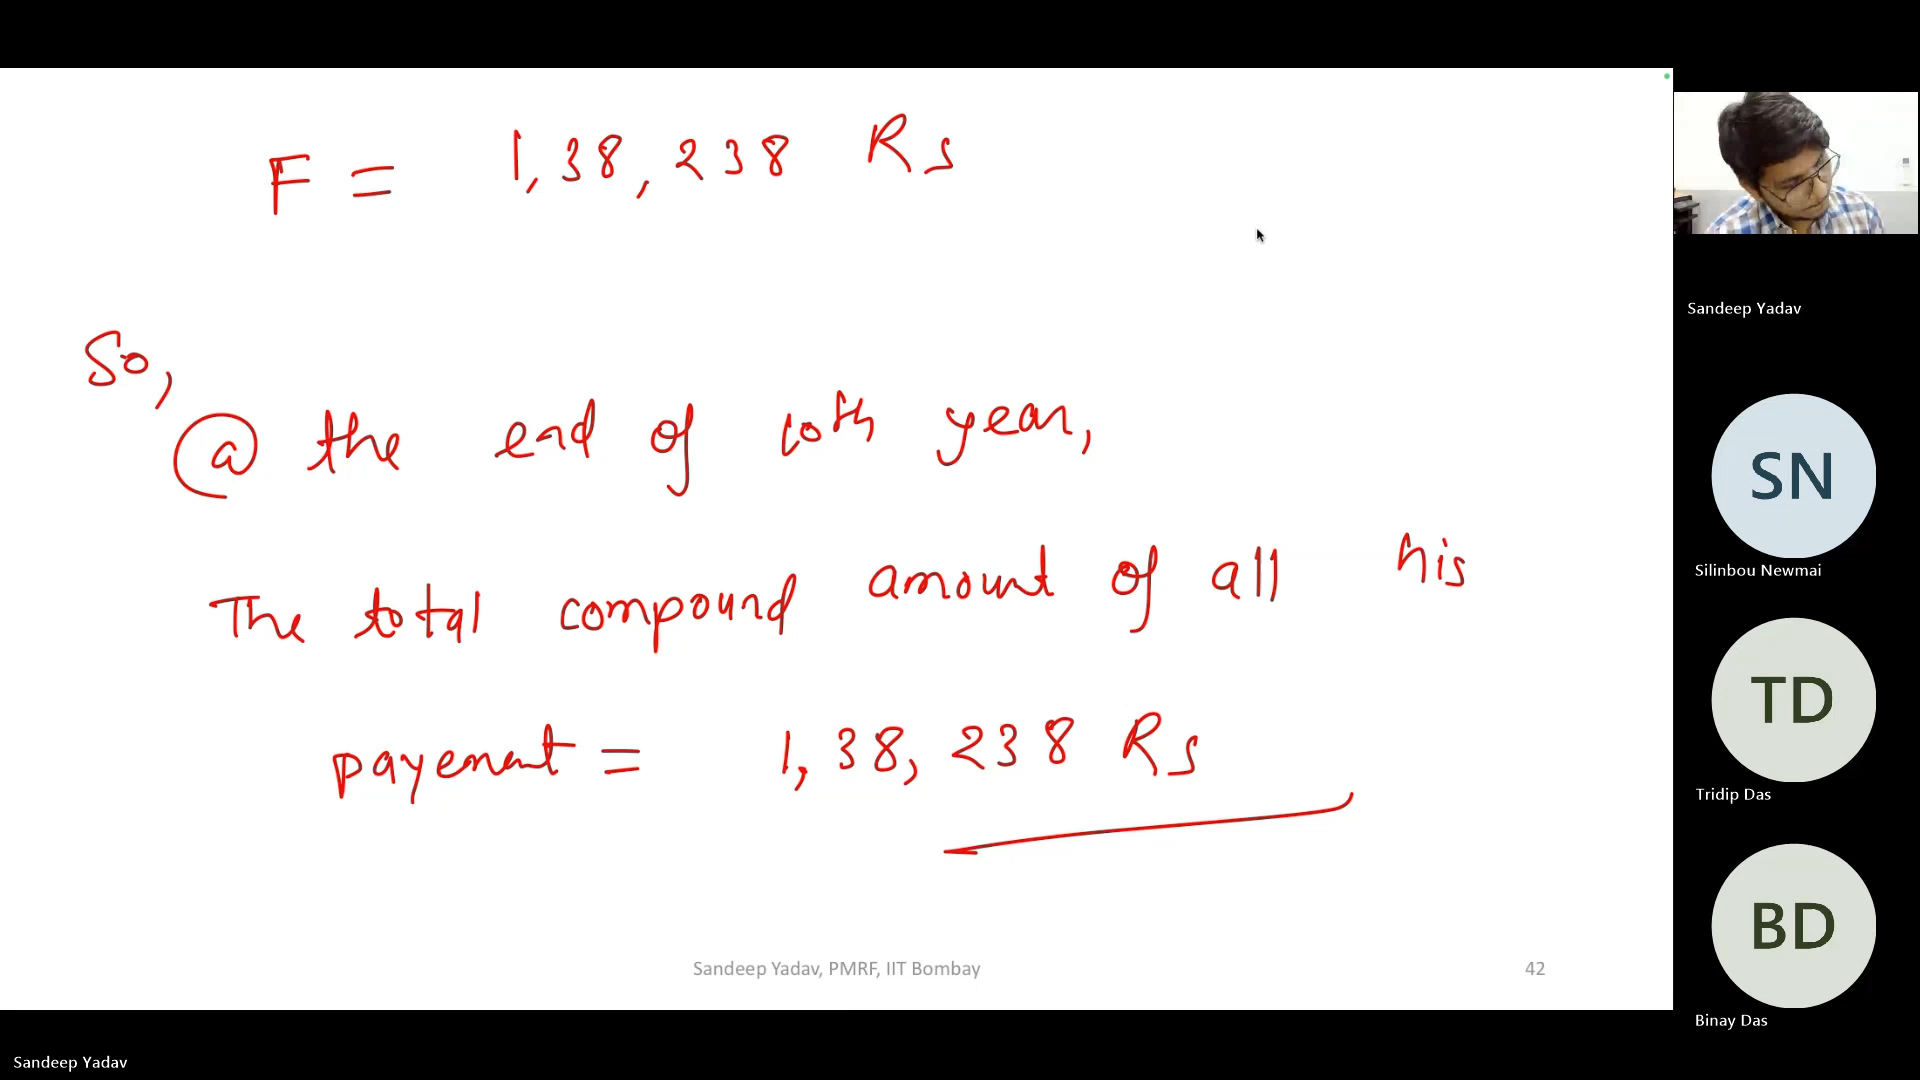 F = 1,38,238 Rs
So,
@ the end of 10th year,
The total compound amount of all his
payement = 1,38,238 Rs
Sandeep Yadav, PMRF, IIT Bombay
42
Sandeep Yadav
SN
Silinbou Newmai
TD
Tridip Das
BD
Binay Das
Sandeep Yadav